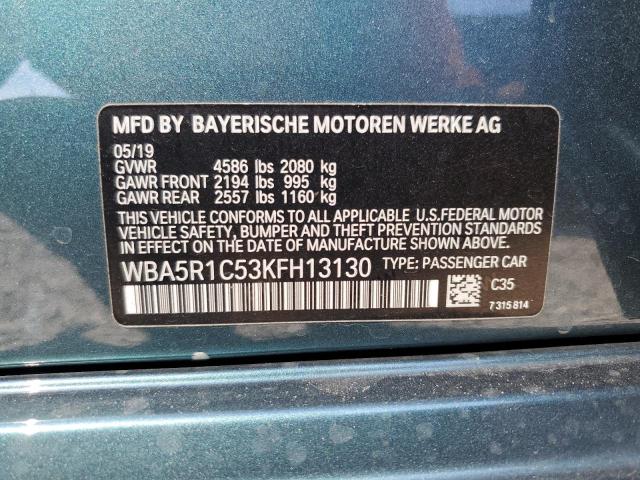 MFD BY BAYERISCHE MOTOREN WERKE AG
05/19
GVWR 4586 lbs 2080 kg
GAWR FRONT 2194 lbs 995 kg
GAWR REAR 2557 lbs 1160 kg
THIS VEHICLE CONFORMS TO ALL APPLICABLE U.S.FEDERAL MOTOR
VEHICLE SAFETY, BUMPER AND THEFT PREVENTION STANDARDS
IN EFFECT ON THE DATE OF MANUFACTURE SHOWN ABOVE.
WBA5R1C53KFH13130 TYPE: PASSENGER CAR
C35
7315814